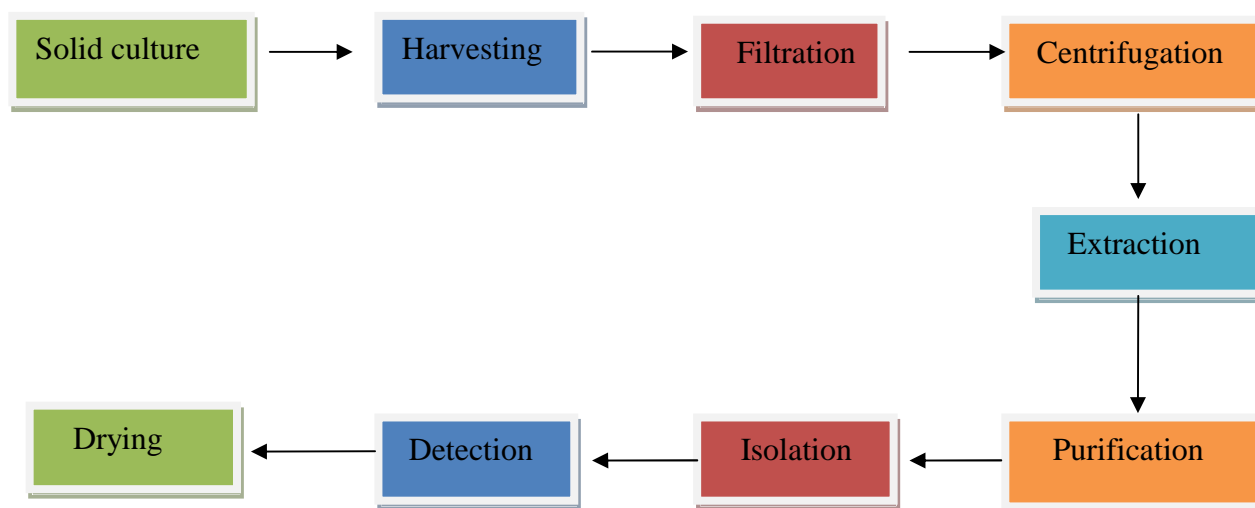 Solid culture
Harvesting
Filtration
Centrifugation
Extraction
Purification
Isolation
Detection
Drying